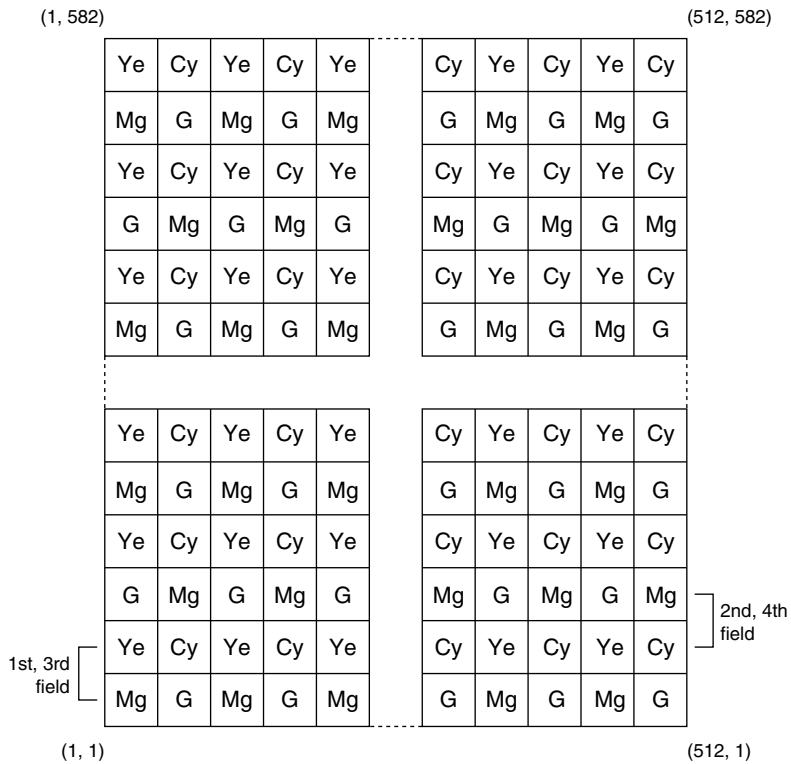 (1, 582) (512, 582)
Ye Cy Ye Cy Ye Cy Ye Cy Ye Cy
Mg G Mg G Mg G Mg G Mg G
Ye Cy Ye Cy Ye Cy Ye Cy Ye Cy
G Mg G Mg G Mg G Mg G Mg
Ye Cy Ye Cy Ye Cy Ye Cy Ye Cy
Mg G Mg G Mg G Mg G Mg G
Ye Cy Ye Cy Ye Cy Ye Cy Ye Cy
Mg G Mg G Mg G Mg G Mg G
Ye Cy Ye Cy Ye Cy Ye Cy Ye Cy
G Mg G Mg G Mg G Mg G Mg
2nd, 4th
field
Ye Cy Ye Cy Ye Cy Ye Cy Ye Cy
1st, 3rd
field
Mg G Mg G Mg G Mg G Mg G
(1, 1) (512, 1)